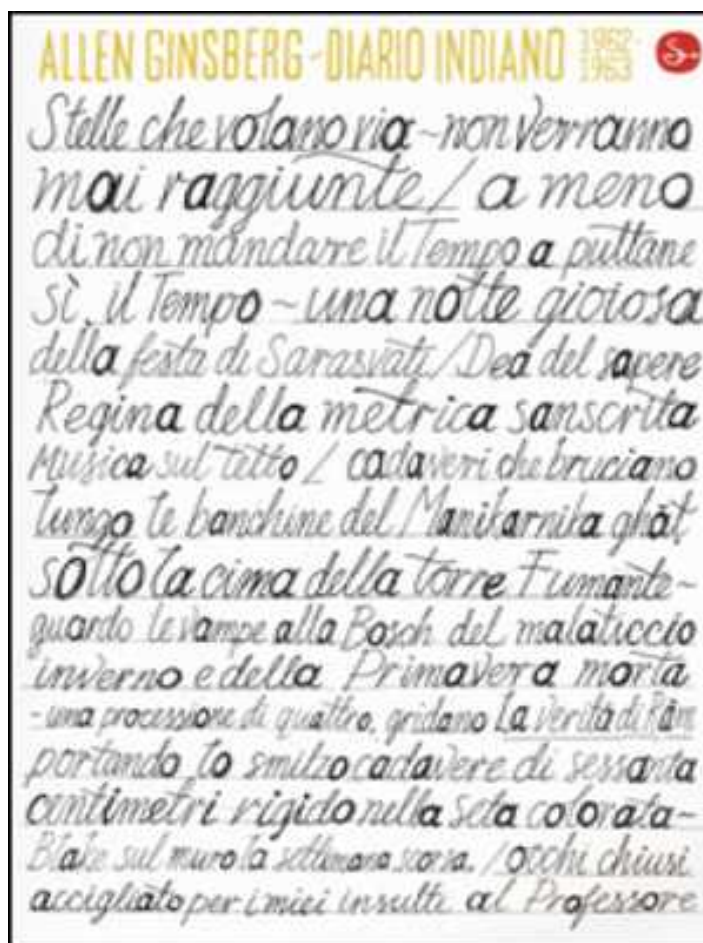 ALLEN GINSBERG - DIARIO INDIANO 1962-1963
Stelle che volano via - non verranno
mai raggiunte / a meno
di non mandare il Tempo a puttane
sì, il Tempo - una notte gioiosa
della festa di Sarasvati / Dea del sapere
Regina della metrica sanscrita
Musica sul tetto / cadaveri che bruciano
lungo le banchine del Manikarnika ghāt
sotto la cima della torre Fumante -
guardo le vampe alla Bosch del malaticcio
inverno e della Primavera morta
- una processione di quattro, gridano La verità di Rām
portando lo smilzo cadavere di sessanta
centimetri rigido nella seta colorata -
Blake sul muro la settimana scorsa. / occhi chiusi
accigliato per i miei insulti al Professore